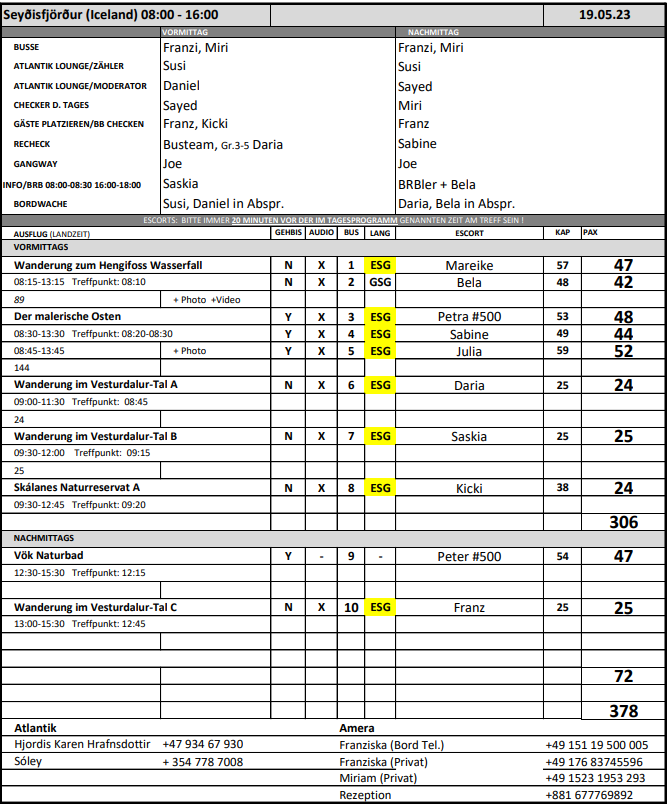 Seyðisfjörður (Iceland) 08:00 - 16:00 19.05.23
VORMITTAG NACHMITTAG
BUSSE Franzi, Miri Franzi, Miri
ATLANTIK LOUNGE/ZÄHLER Susi Susi
ATLANTIK LOUNGE/MODERATOR Daniel Sayed
CHECKER D. TAGES Sayed Miri
GÄSTE PLATZIEREN/BB CHECKEN Franz, Kicki Franz
RECHECK Busteam, Gr.3-5 Daria Sabine
GANGWAY Joe Joe
INFO/BRB 08:00-08:30 16:00-18:00 Saskia BRBler + Bela
BORDWACHE Susi, Daniel in Abspr. Daria, Bela in Abspr.
ESCORTS: BITTE IMMER 20 MINUTEN VOR DER IM TAGESPROGRAMM GENANNTEN ZEIT AM TREFF SEIN !
AUSFLUG (LANDZEIT) GEHBIS AUDIO BUS LANG ESCORT KAP PAX
VORMITTAGS
Wanderung zum Hengifoss Wasserfall N X 1 ESG Mareike 57 47
08:15-13:15 Treffpunkt: 08:10 N X 2 GSG Bela 48 42
89 + Photo +Video
Der malerische Osten Y X 3 ESG Petra #500 53 48
08:30-13:30 Treffpunkt: 08:20-08:30 Y X 4 ESG Sabine 49 44
08:45-13:45 + Photo Y X 5 ESG Julia 59 52
144
Wanderung im Vesturdalur-Tal A N X 6 ESG Daria 25 24
09:00-11:30 Treffpunkt: 08:45
24
Wanderung im Vesturdalur-Tal B N X 7 ESG Saskia 25 25
09:30-12:00 Treffpunkt: 09:15
25
Skálanes Naturreservat A N X 8 ESG Kicki 38 24
09:30-12:45 Treffpunkt: 09:20
306
NACHMITTAGS
Vök Naturbad Y - 9 - Peter #500 54 47
12:30-15:30 Treffpunkt: 12:15
Wanderung im Vesturdalur-Tal C N X 10 ESG Franz 25 25
13:00-15:30 Treffpunkt: 12:45
72
378
Atlantik Amera
Hjordis Karen Hrafnsdottir +47 934 67 930 Franziska (Bord Tel.) +49 151 19 500 005
Sóley + 354 778 7008 Franziska (Privat) +49 176 83745596
Miriam (Privat) +49 1523 1953 293
Rezeption +881 677769892